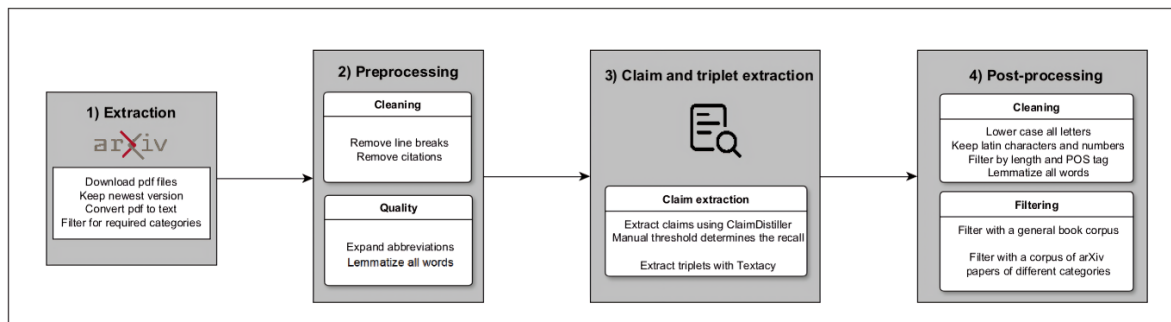 1) Extraction
arXiv
Download pdf files
Keep newest version
Convert pdf to text
Filter for required categories
2) Preprocessing
Cleaning
Remove line breaks
Remove citations
Quality
Expand abbreviations
Lemmatize all words
3) Claim and triplet extraction
Claim extraction
Extract claims using ClaimDistiller
Manual threshold determines the recall
Extract triplets with Textacy
4) Post-processing
Cleaning
Lower case all letters
Keep latin characters and numbers
Filter by length and POS tag
Lemmatize all words
Filtering
Filter with a general book corpus
Filter with a corpus of arXiv
papers of different categories